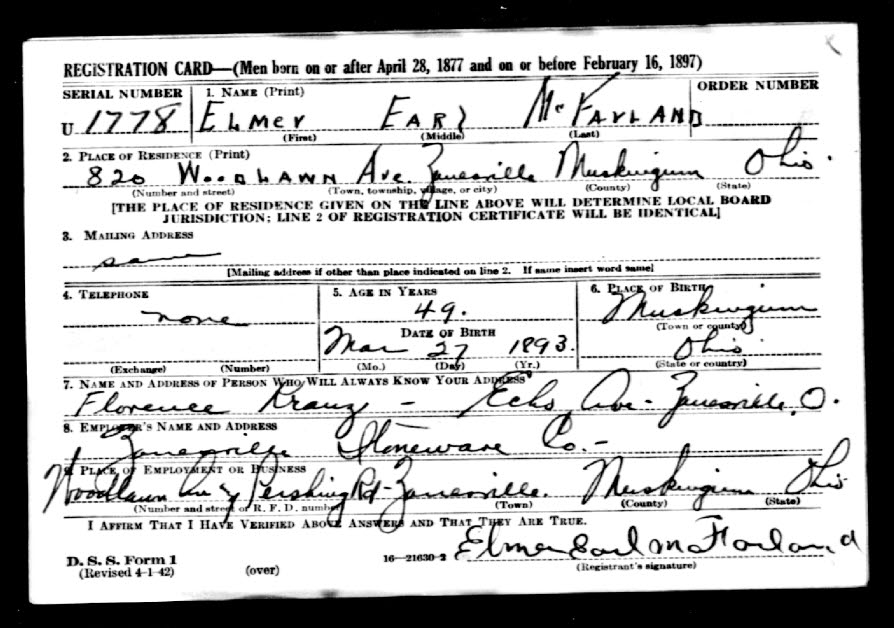 REGISTRATION CARD—(Men born on or after April 28, 1877 and on or before February 16, 1897)
SERIAL NUMBER 1. NAME (Print) ORDER NUMBER
U 1778 ELMEr EARl McFArLAND
(First) (Middle) (Last)
2. PLACE OF RESIDENCE (Print)
820 WOODLAWN Ave. Zanesville Muskingum Ohio.
(Number and street) (Town, township, village, or city) (County) (State)
[THE PLACE OF RESIDENCE GIVEN ON THE LINE ABOVE WILL DETERMINE LOCAL BOARD
JURISDICTION; LINE 2 OF REGISTRATION CERTIFICATE WILL BE IDENTICAL]
3. MAILING ADDRESS
same
[Mailing address if other than place indicated on line 2. If same insert word same]
4. TELEPHONE 5. AGE IN YEARS 6. PLACE OF BIRTH
none 49. Muskingum
DATE OF BIRTH (Town or county)
Mar 27 1893. Ohio
(Exchange) (Number) (Mo.) (Day) (Yr.) (State or country)
7. NAME AND ADDRESS OF PERSON WHO WILL ALWAYS KNOW YOUR ADDRESS
Florence Kranz - Echo Ave - Zanesville, O.
8. EMPLOYER'S NAME AND ADDRESS
Zanesville Stoneware Co. -
9. PLACE OF EMPLOYMENT OR BUSINESS
Woodlawn Av & Pershing Rd - Zanesville. Muskingum Ohio
(Number and street or R. F. D. number) (Town) (County) (State)
I AFFIRM THAT I HAVE VERIFIED ABOVE ANSWERS AND THAT THEY ARE TRUE.
Elmer Earl McFarland
D. S. S. Form 1 16—21630-2 (Registrant's signature)
(Revised 4-1-42) (over)